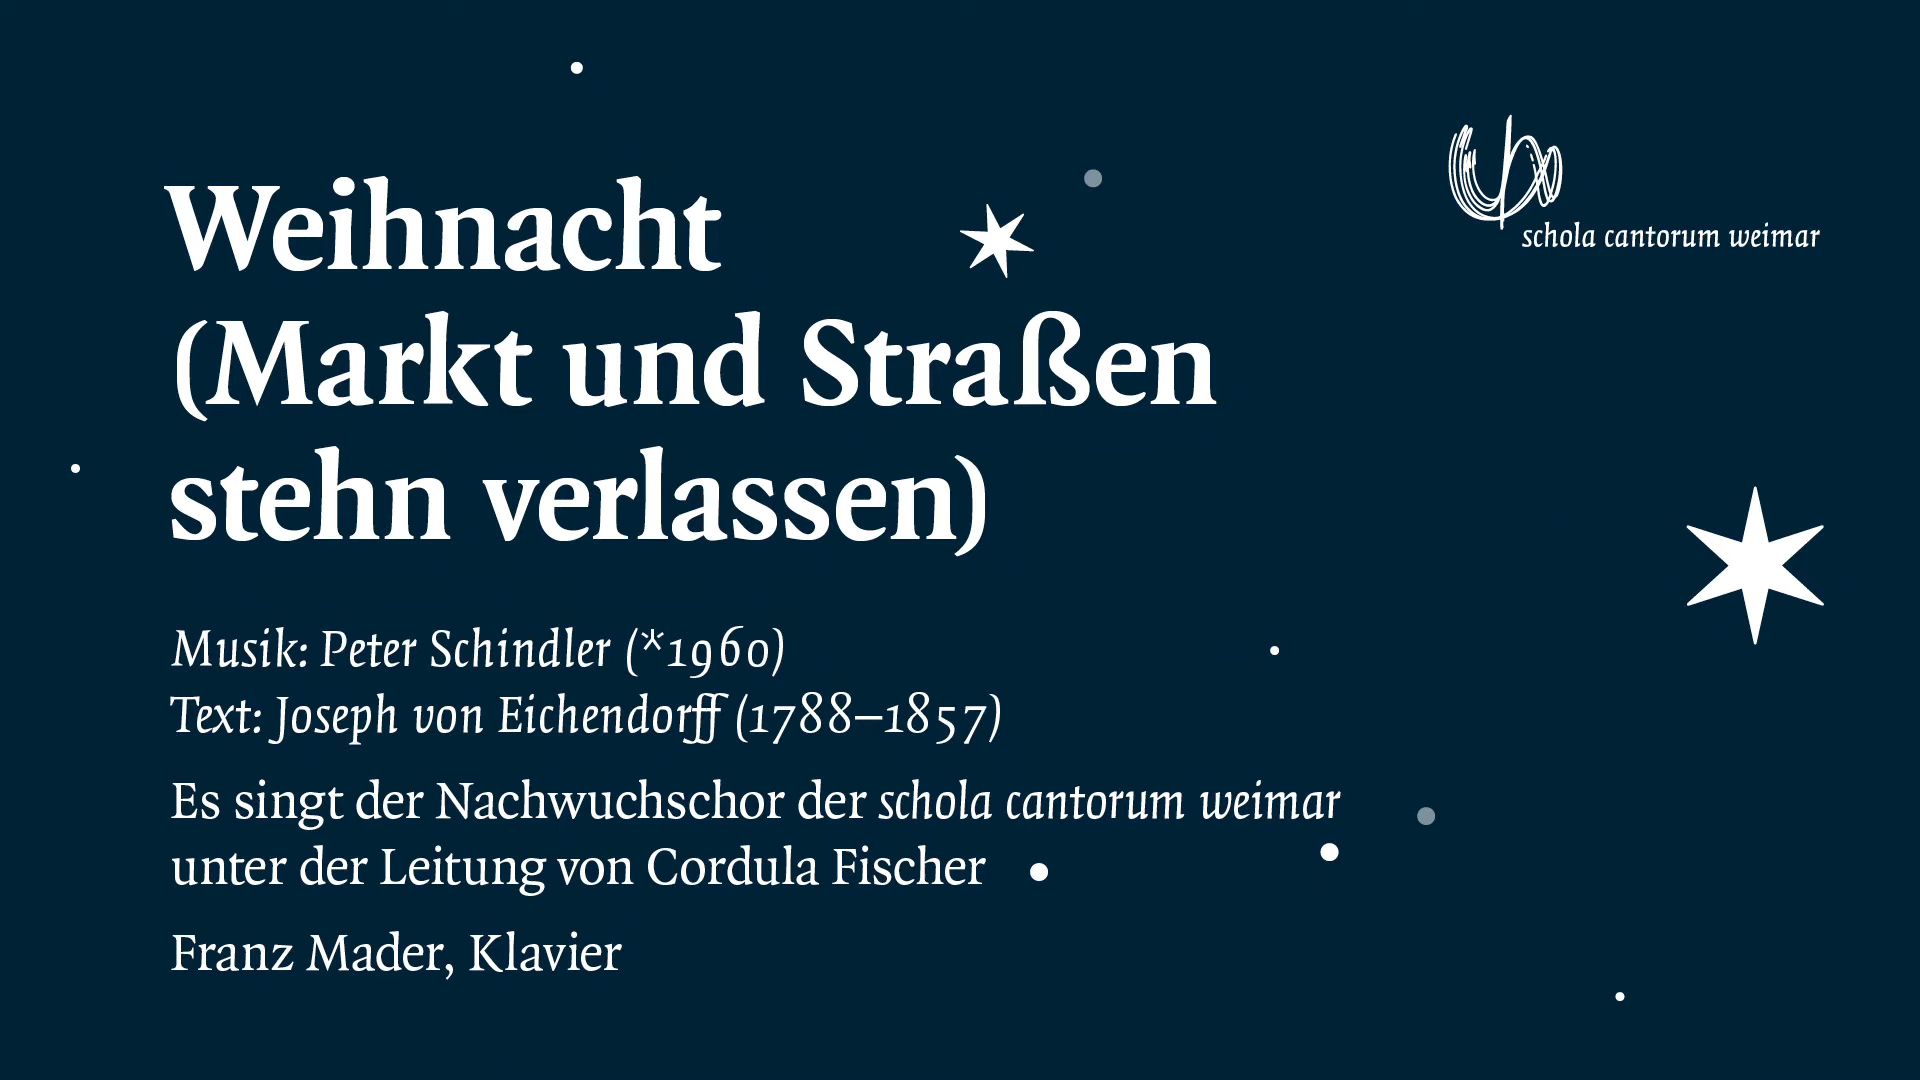 Weihnacht
(Markt und Straßen
stehn verlassen)
schola cantorum weimar
Musik: Peter Schindler (*1960)
Text: Joseph von Eichendorff (1788–1857)
Es singt der Nachwuchschor der schola cantorum weimar
unter der Leitung von Cordula Fischer
Franz Mader, Klavier